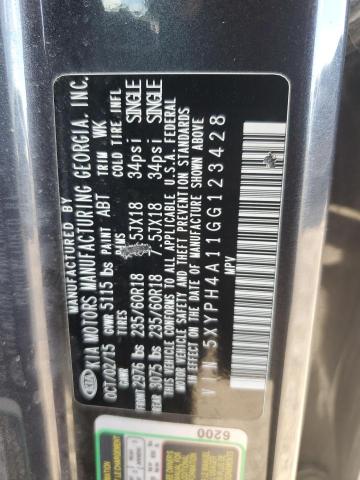 MANUFACTURED BY
KIA MOTORS MANUFACTURING GEORGIA, INC.
KIA
OCT/02/15 PAINT ABT TRIM WK
GVWR 5115 lbs
GAWR TIRES RIMS COLD TIRE INFL
FRONT 2976 lbs 235/60R18 7.5JX18 34psi SINGLE
REAR 3075 lbs 235/60R18 7.5JX18 34psi SINGLE
THIS VEHICLE CONFORMS TO ALL APPLICABLE U.S.A. FEDERAL
MOTOR VEHICLE SAFETY AND THEFT PREVENTION STANDARDS
IN EFFECT ON THE DATE OF MANUFACTURE SHOWN ABOVE
VIN: 5XYPH4A11GG123428
MPV
6200